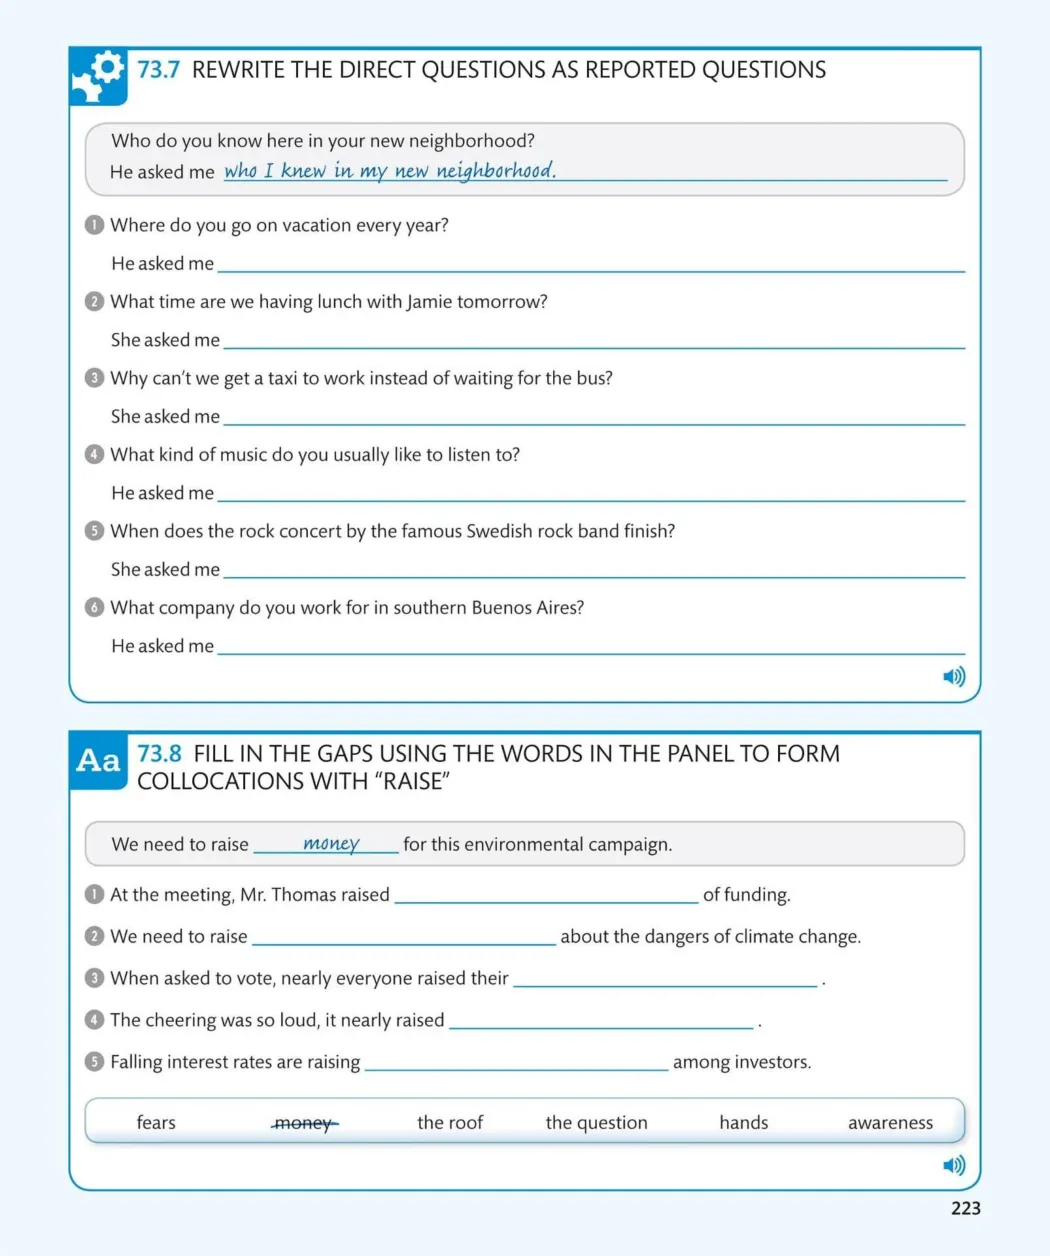 73.7 REWRITE THE DIRECT QUESTIONS AS REPORTED QUESTIONS
Who do you know here in your new neighborhood?
He asked me who I knew in my new neighborhood.
1 Where do you go on vacation every year?
He asked me
2 What time are we having lunch with Jamie tomorrow?
She asked me
3 Why can't we get a taxi to work instead of waiting for the bus?
She asked me
4 What kind of music do you usually like to listen to?
He asked me
5 When does the rock concert by the famous Swedish rock band finish?
She asked me
6 What company do you work for in southern Buenos Aires?
He asked me
Aa 73.8 FILL IN THE GAPS USING THE WORDS IN THE PANEL TO FORM
COLLOCATIONS WITH “RAISE”
We need to raise money for this environmental campaign.
1 At the meeting, Mr. Thomas raised of funding.
2 We need to raise about the dangers of climate change.
3 When asked to vote, nearly everyone raised their .
4 The cheering was so loud, it nearly raised .
5 Falling interest rates are raising among investors.
fears money the roof the question hands awareness
223